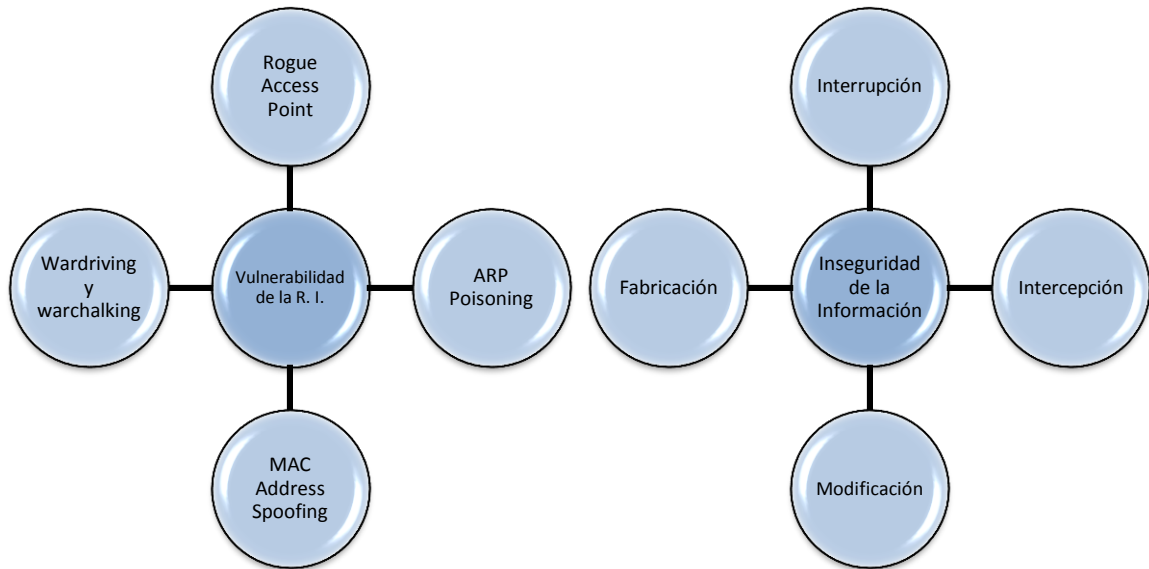 Rogue
Access
Point
Wardriving
y
warchalking
Vulnerabilidad
de la R. I.
ARP
Poisoning
MAC
Address
Spoofing
Interrupción
Fabricación
Inseguridad
de la
Información
Intercepción
Modificación